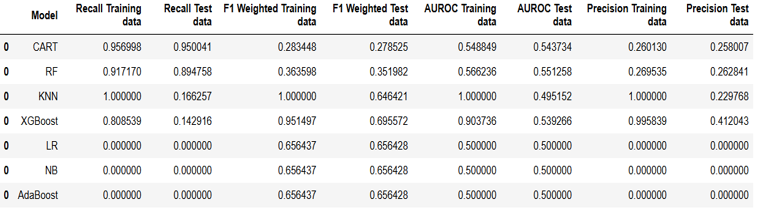 Model Recall Training data Recall Test data F1 Weighted Training data F1 Weighted Test data AUROC Training data AUROC Test data Precision Training data Precision Test data
0 CART 0.956998 0.950041 0.283448 0.278525 0.548849 0.543734 0.260130 0.258007
0 RF 0.917170 0.894758 0.363598 0.351982 0.566236 0.551258 0.269535 0.262841
0 KNN 1.000000 0.166257 1.000000 0.646421 1.000000 0.495152 1.000000 0.229768
0 XGBoost 0.808539 0.142916 0.951497 0.695572 0.903736 0.539266 0.995839 0.412043
0 LR 0.000000 0.000000 0.656437 0.656428 0.500000 0.500000 0.000000 0.000000
0 NB 0.000000 0.000000 0.656437 0.656428 0.500000 0.500000 0.000000 0.000000
0 AdaBoost 0.000000 0.000000 0.656437 0.656428 0.500000 0.500000 0.000000 0.000000